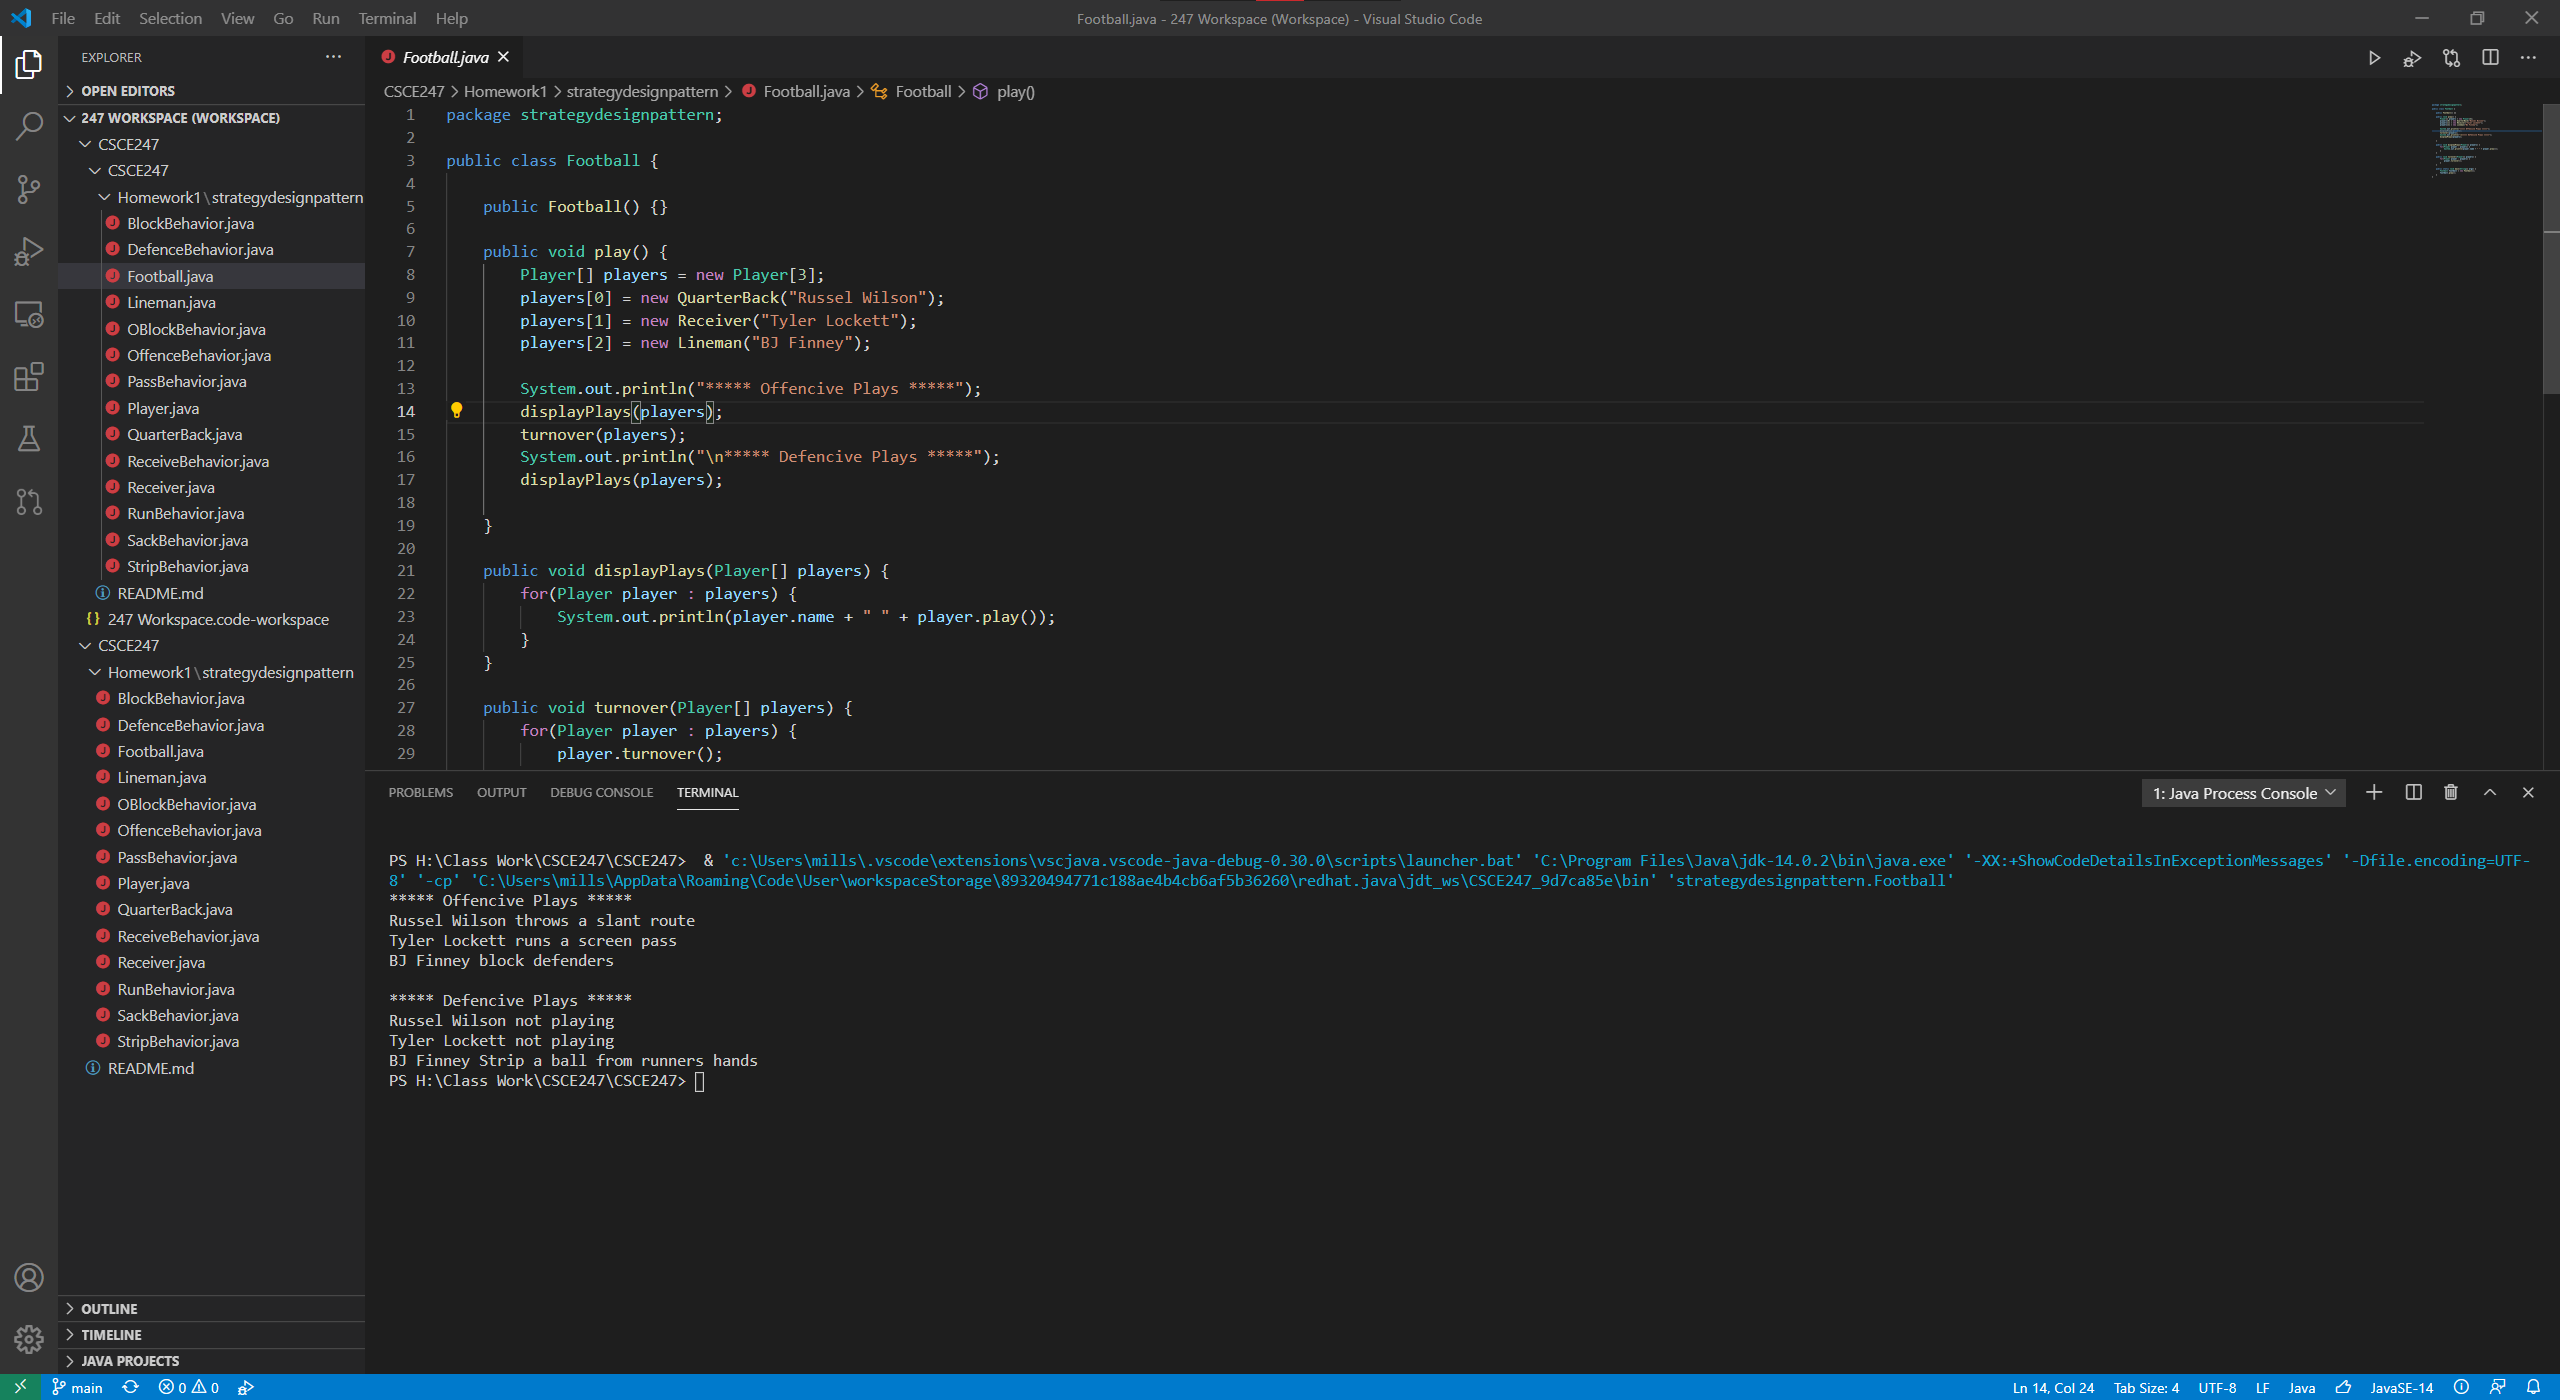 File Edit Selection View Go Run Terminal Help
Football.java - 247 Workspace (Workspace) - Visual Studio Code
EXPLORER
OPEN EDITORS
247 WORKSPACE (WORKSPACE)
CSCE247
CSCE247
Homework1\strategydesignpattern
BlockBehavior.java
DefenceBehavior.java
Football.java
Lineman.java
OBlockBehavior.java
OffenceBehavior.java
PassBehavior.java
Player.java
QuarterBack.java
ReceiveBehavior.java
Receiver.java
RunBehavior.java
SackBehavior.java
StripBehavior.java
README.md
{} 247 Workspace.code-workspace
CSCE247
Homework1\strategydesignpattern
BlockBehavior.java
DefenceBehavior.java
Football.java
Lineman.java
OBlockBehavior.java
OffenceBehavior.java
PassBehavior.java
Player.java
QuarterBack.java
ReceiveBehavior.java
Receiver.java
RunBehavior.java
SackBehavior.java
StripBehavior.java
README.md
OUTLINE
TIMELINE
JAVA PROJECTS
Football.java
CSCE247 > Homework1 > strategydesignpattern > Football.java > Football > play()
1 package strategydesignpattern;
2
3 public class Football {
4
5 public Football() {}
6
7 public void play() {
8 Player[] players = new Player[3];
9 players[0] = new QuarterBack("Russel Wilson");
10 players[1] = new Receiver("Tyler Lockett");
11 players[2] = new Lineman("BJ Finney");
12
13 System.out.println("***** Offencive Plays *****");
14 displayPlays(players);
15 turnover(players);
16 System.out.println("\n***** Defencive Plays *****");
17 displayPlays(players);
18
19 }
20
21 public void displayPlays(Player[] players) {
22 for(Player player : players) {
23 System.out.println(player.name + " " + player.play());
24 }
25 }
26
27 public void turnover(Player[] players) {
28 for(Player player : players) {
29 player.turnover();
PROBLEMS OUTPUT DEBUG CONSOLE TERMINAL
1: Java Process Console
PS H:\Class Work\CSCE247\CSCE247>  & 'c:\Users\mills\.vscode\extensions\vscjava.vscode-java-debug-0.30.0\scripts\launcher.bat' 'C:\Program Files\Java\jdk-14.0.2\bin\java.exe' '-XX:+ShowCodeDetailsInExceptionMessages' '-Dfile.encoding=UTF-
8' '-cp' 'C:\Users\mills\AppData\Roaming\Code\User\workspaceStorage\89320494771c188ae4b4cb6af5b36260\redhat.java\jdt_ws\CSCE247_9d7ca85e\bin' 'strategydesignpattern.Football'
***** Offencive Plays *****
Russel Wilson throws a slant route
Tyler Lockett runs a screen pass
BJ Finney block defenders
***** Defencive Plays *****
Russel Wilson not playing
Tyler Lockett not playing
BJ Finney Strip a ball from runners hands
PS H:\Class Work\CSCE247\CSCE247>
main 0 0
Ln 14, Col 24 Tab Size: 4 UTF-8 LF Java JavaSE-14